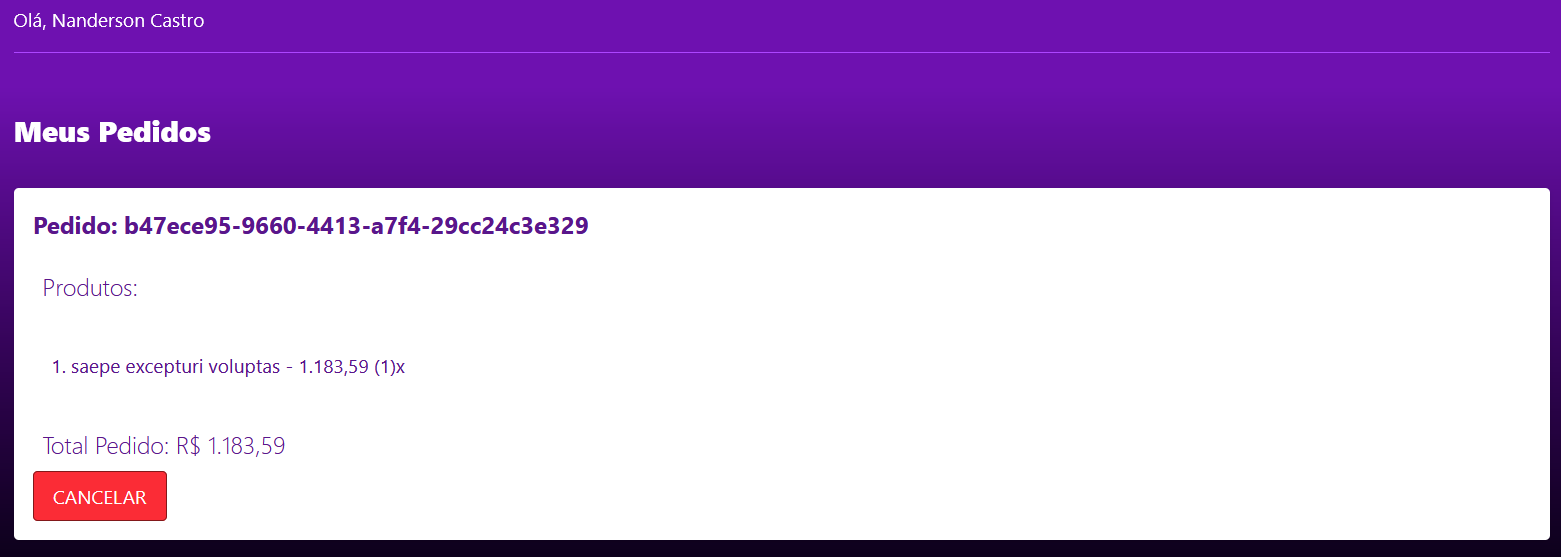 Olá, Nanderson Castro
Meus Pedidos
Pedido: b47ece95-9660-4413-a7f4-29cc24c3e329
Produtos:
1. saepe excepturi voluptas - 1.183,59 (1)x
Total Pedido: R$ 1.183,59
CANCELAR